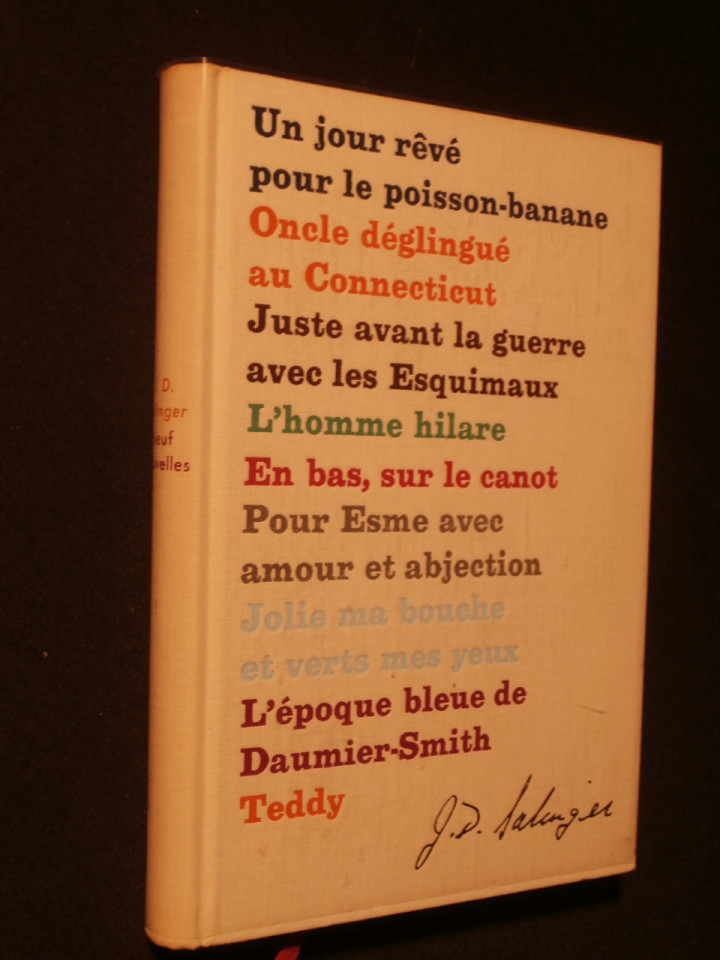 Un jour rêvé
pour le poisson-banane
Oncle déglingué
au Connecticut
Juste avant la guerre
avec les Esquimaux
L'homme hilare
En bas, sur le canot
Pour Esme avec
amour et abjection
Jolie ma bouche
et verts mes yeux
L'époque bleue de
Daumier-Smith
Teddy
J.D. Salinger
D.